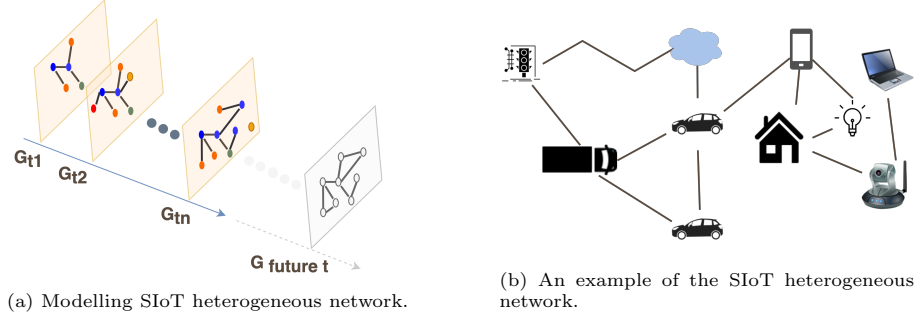 Gt1
Gt2
Gtn
G future t
(a) Modelling SIoT heterogeneous network.
(b) An example of the SIoT heterogeneous
network.